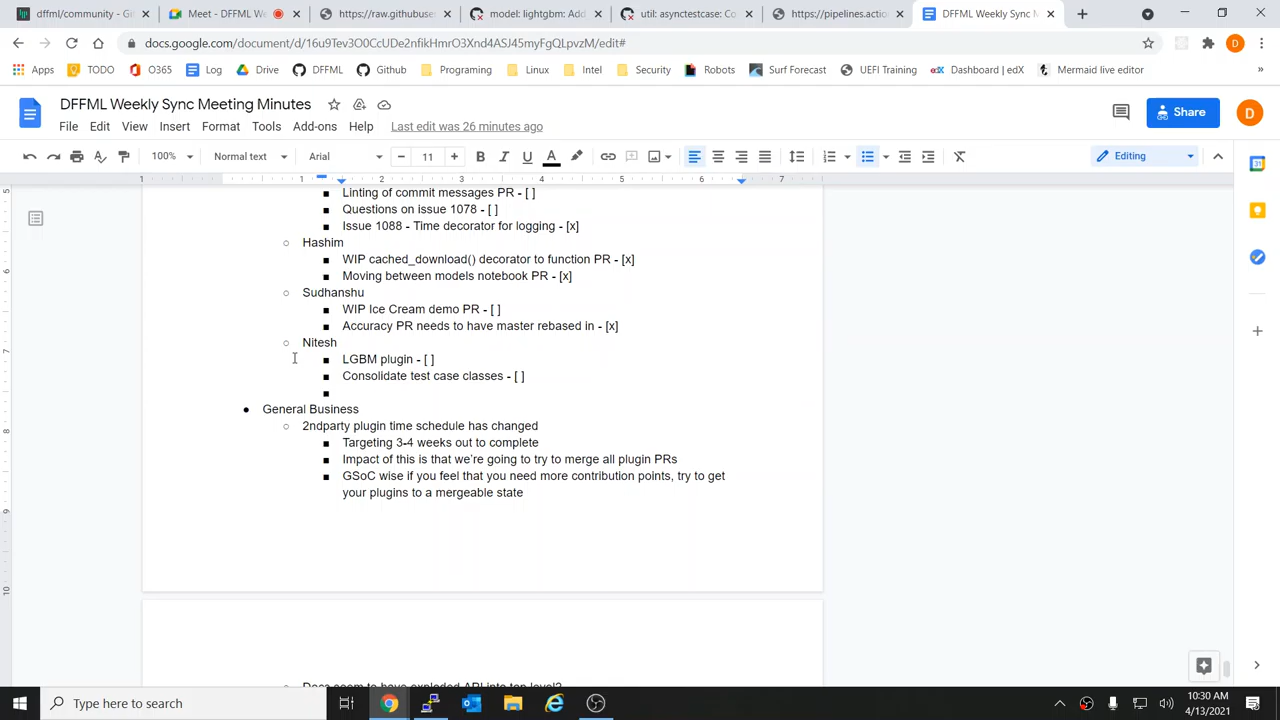 dffml/community - Gi
Meet - DFFML W
https://raw.githubuse
model: lightgbm: Add
util: asynctestcase: Co
https://pipelines.actio
DFFML Weekly Sync M
docs.google.com/document/d/16u9Tev3O0CcUDe2nfikHmrO3Xnd4ASJ45myFgQLpvzM/edit#
Apps
TODO
O365
Log
Drive
DFFML
Github
Programing
Linux
Intel
Security
Robots
Surf Forecast
UEFI Training
Dashboard | edX
Mermaid live editor
DFFML Weekly Sync Meeting Minutes
File Edit View Insert Format Tools Add-ons Help
Last edit was 26 minutes ago
Share
D
100%
Normal text
Arial
11
Editing
Linting of commit messages PR - [ ]
Questions on issue 1078 - [ ]
Issue 1088 - Time decorator for logging - [x]
Hashim
WIP cached_download() decorator to function PR - [x]
Moving between models notebook PR - [x]
Sudhanshu
WIP Ice Cream demo PR - [ ]
Accuracy PR needs to have master rebased in - [x]
Nitesh
LGBM plugin - [ ]
Consolidate test case classes - [ ]
General Business
2ndparty plugin time schedule has changed
Targeting 3-4 weeks out to complete
Impact of this is that we're going to try to merge all plugin PRs
GSoC wise if you feel that you need more contribution points, try to get
your plugins to a mergeable state
Type here to search
10:30 AM
4/13/2021